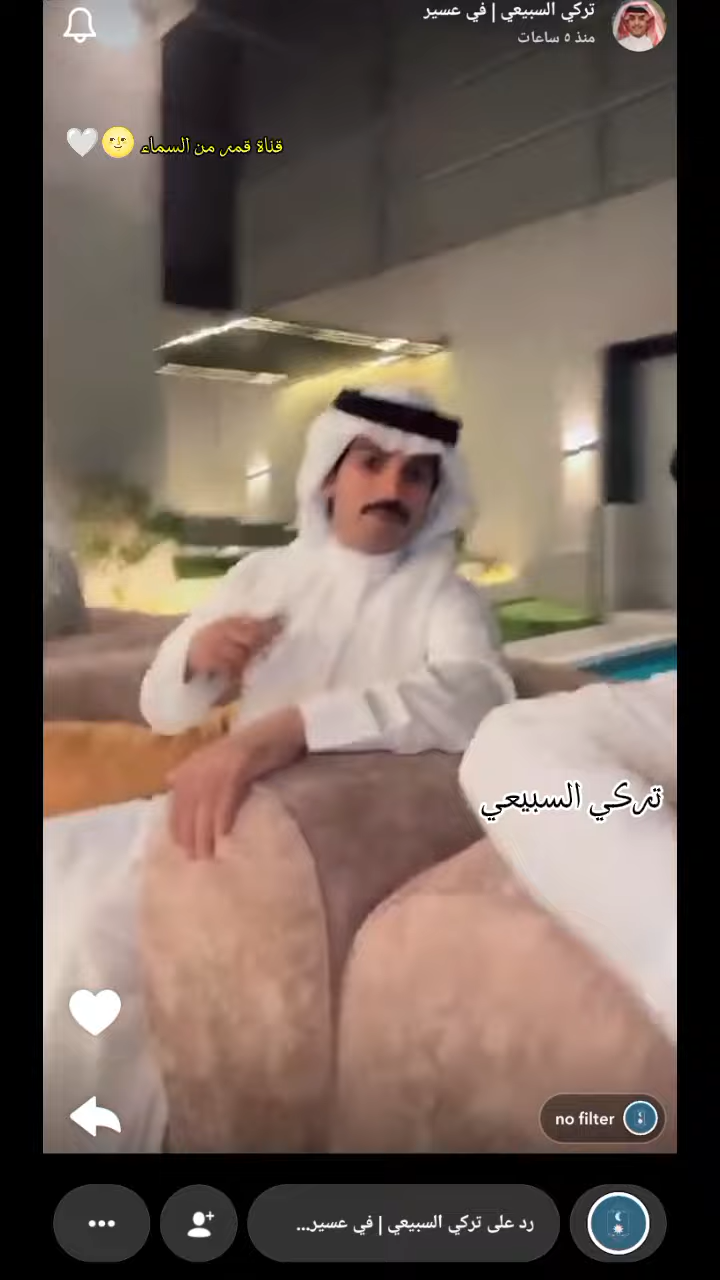 تركي السبيعي | في عسير
منذ ٥ ساعات
قناة قمر من السماء 🌝🤍
تركي السبيعي
no filter
رد على تركي السبيعي | في عسير...